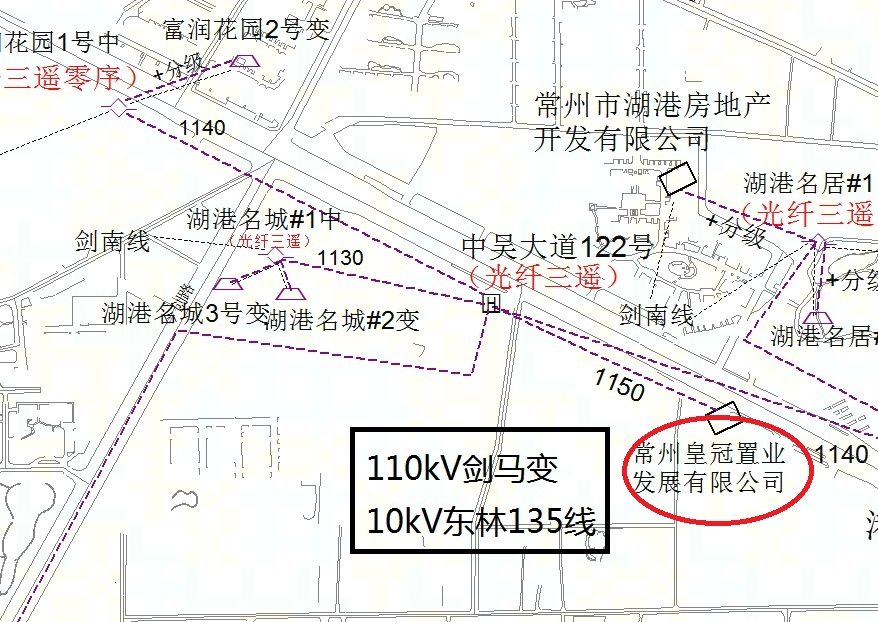 富润花园2号变
花园1号中
三遥零序）
+分级
1140
常州市湖港房地产
开发有限公司
湖港名居#1
（光纤三遥
+分级
湖港名城#1中
（光纤三遥）
剑南线
1130
中吴大道122号
（光纤三遥）
+分级
湖港名城3号变
湖港名城#2变
剑南线
湖港名居#
1150
常州皇冠置业
发展有限公司
1140
110kV剑马变
10kV东林135线